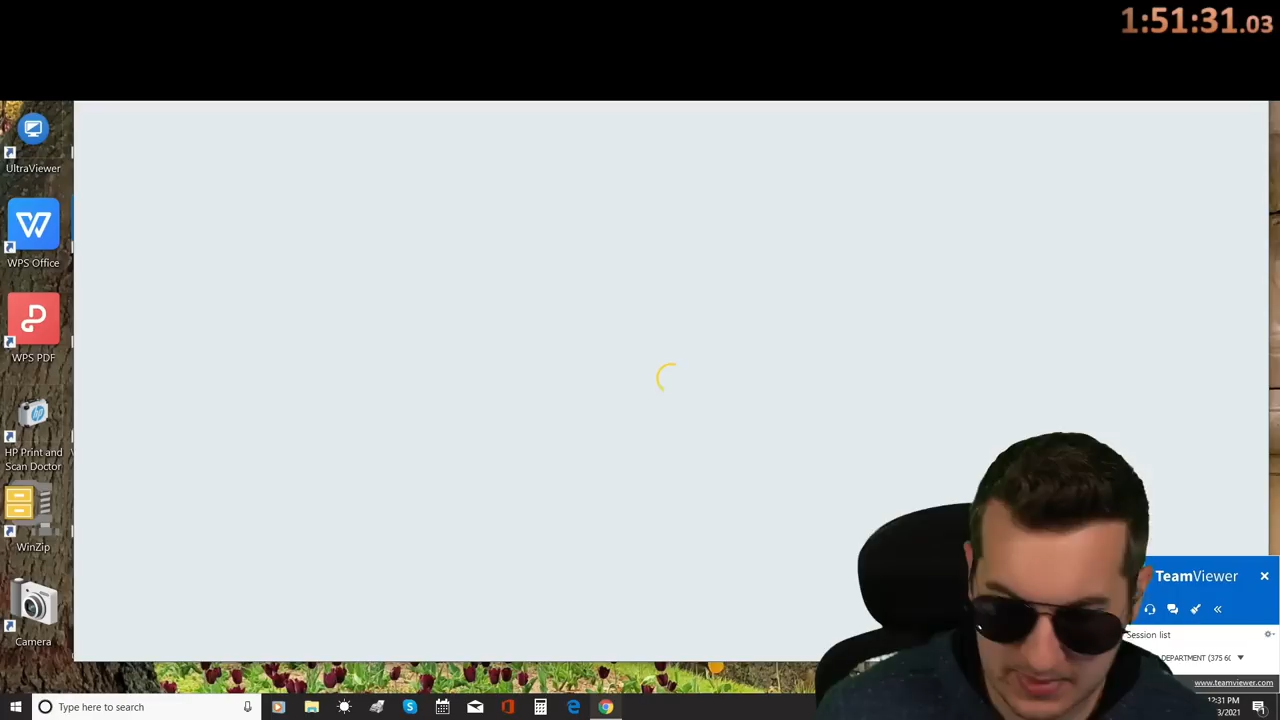 1:51:31.03
UltraViewer
WPS Office
WPS PDF
HP Print and
Scan Doctor
WinZip
Camera
TeamViewer
Session list
DEPARTMENT (375 6
www.teamviewer.com
Type here to search
12:31 PM
3/2021